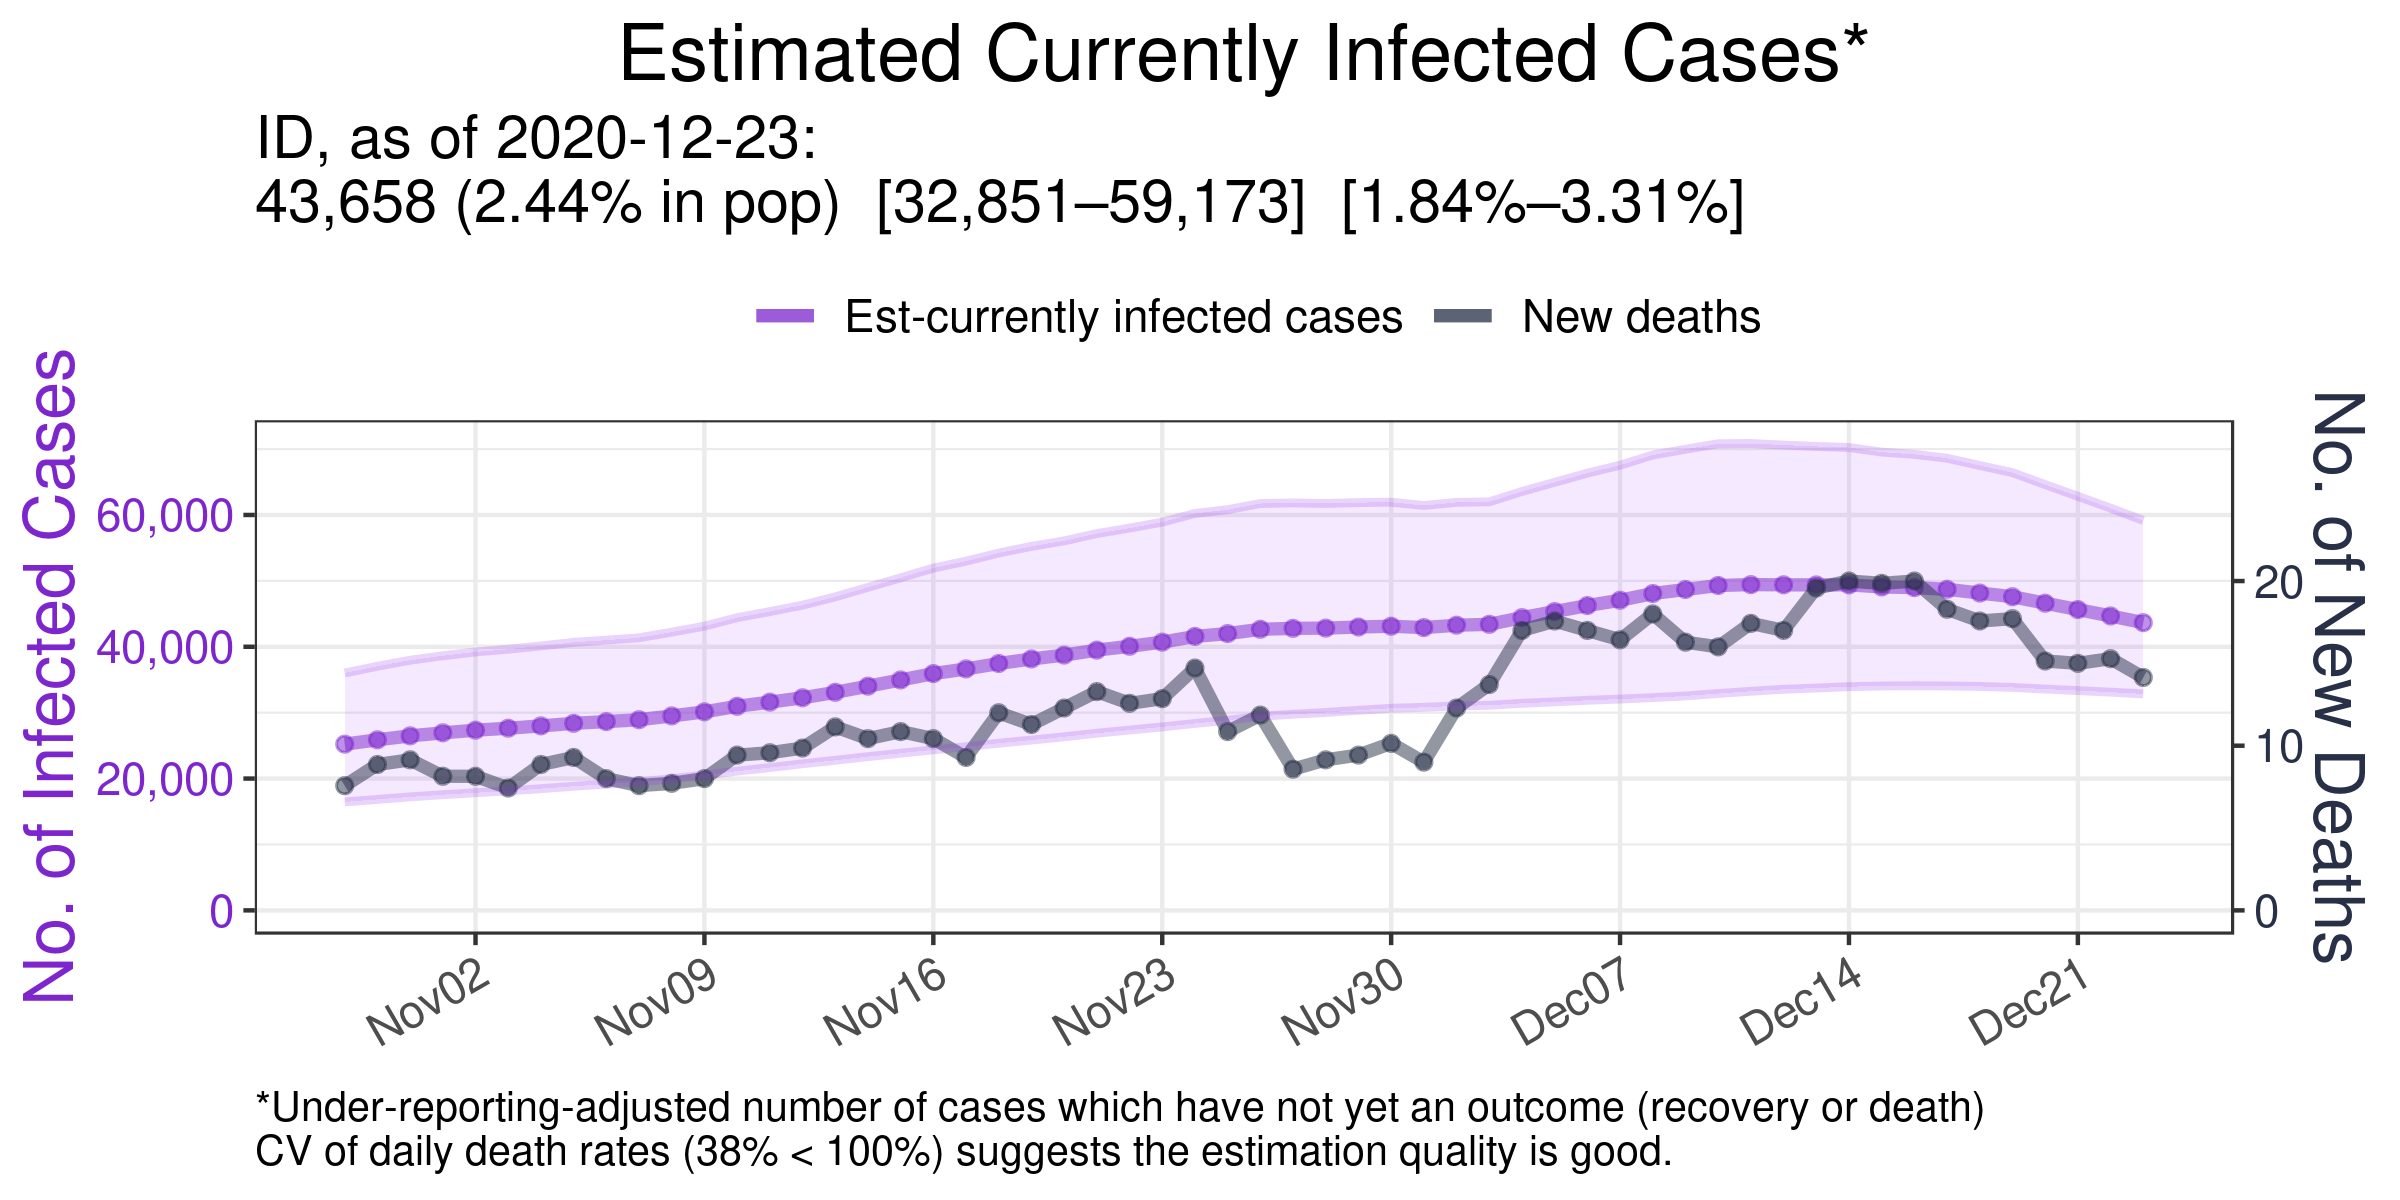 Estimated Currently Infected Cases*
ID, as of 2020-12-23:
43,658 (2.44% in pop)  [32,851–59,173]  [1.84%–3.31%]
Est-currently infected cases
New deaths
No. of Infected Cases
60,000
40,000
20,000
0
No. of New Deaths
20
10
0
Nov02
Nov09
Nov16
Nov23
Nov30
Dec07
Dec14
Dec21
*Under-reporting-adjusted number of cases which have not yet an outcome (recovery or death)
CV of daily death rates (38% < 100%) suggests the estimation quality is good.